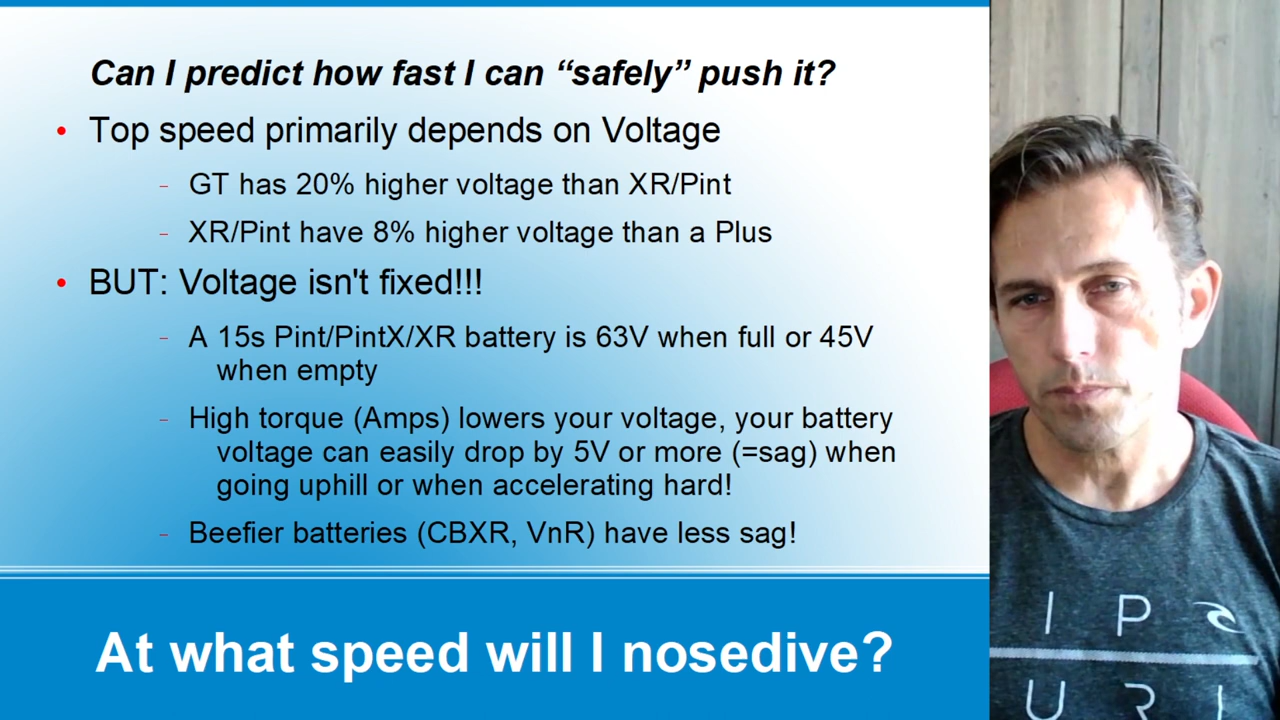 Can I predict how fast I can “safely” push it?
• Top speed primarily depends on Voltage
- GT has 20% higher voltage than XR/Pint
- XR/Pint have 8% higher voltage than a Plus
• BUT: Voltage isn't fixed!!!
- A 15s Pint/PintX/XR battery is 63V when full or 45V
when empty
- High torque (Amps) lowers your voltage, your battery
voltage can easily drop by 5V or more (=sag) when
going uphill or when accelerating hard!
- Beefier batteries (CBXR, VnR) have less sag!
At what speed will I nosedive?
I P
U R I